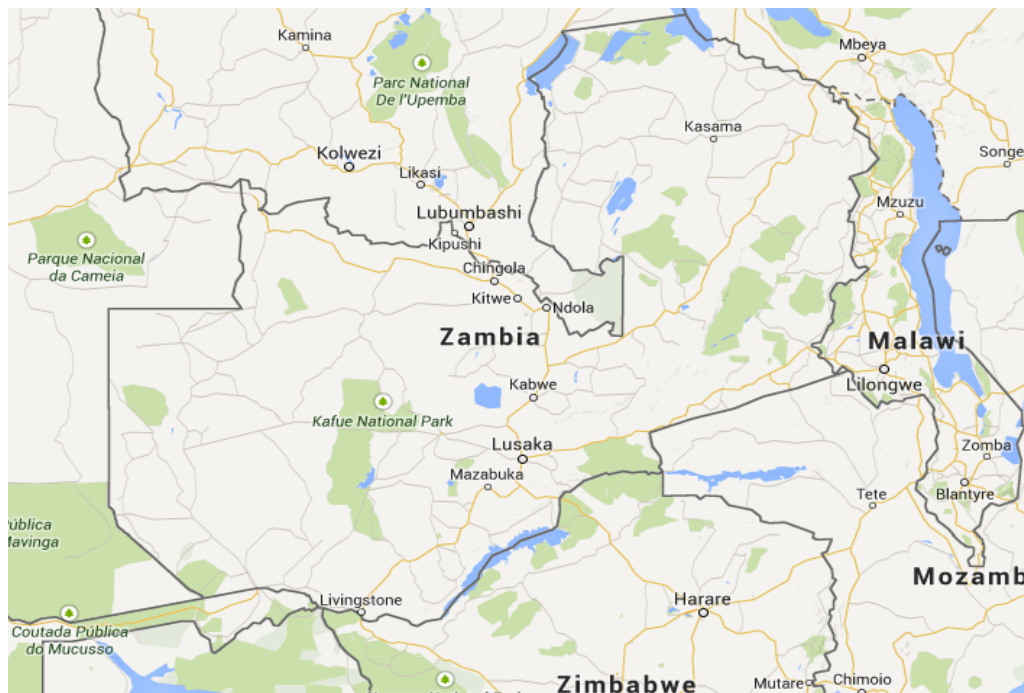 Kamina
Mbeya
Parc National
De l'Upemba
Kasama
Kolwezi
Songe
Likasi
Mzuzu
Lubumbashi
Kipushi
Parque Nacional
da Cameia
Chingola
Kitwe
Ndola
Zambia
Malawi
Lilongwe
Kabwe
Kafue National Park
Lusaka
Zomba
Mazabuka
Blantyre
Tete
ública
Mavinga
Mozamb
Livingstone
Harare
Coutada Pública
do Mucusso
Zimbabwe
Mutare
Chimoio